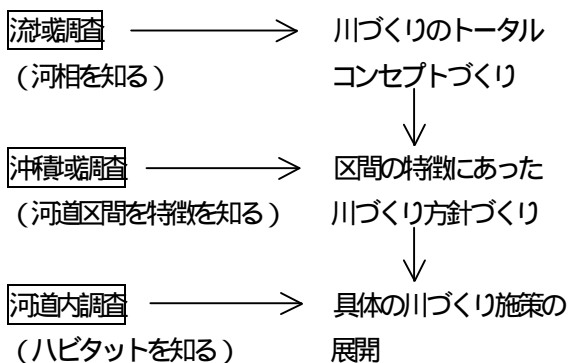 流域調査
川づくりのトータル
(河相を知る)
コンセプトづくり
沖積域調査
区間の特徴にあった
(河道区間を特徴を知る)
川づくり方針づくり
河道内調査
具体の川づくり施策の
(ハビタットを知る)
展開